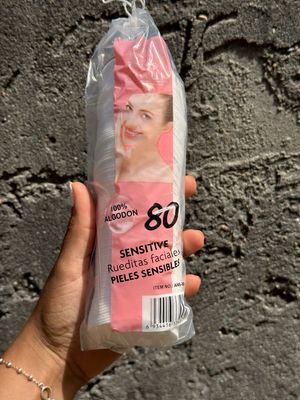 100%
ALGODON
80
SENSITIVE
Rueditas faciales
PIELES SENSIBLES
ITEM NO.: